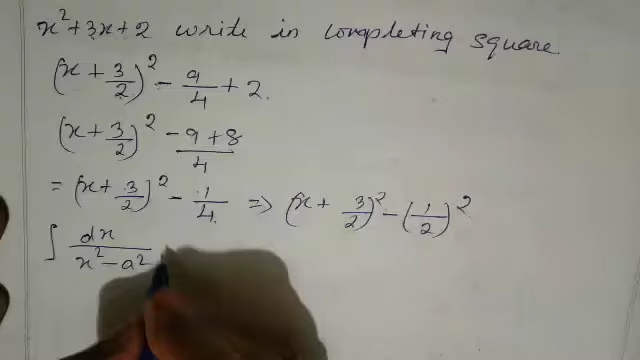 x² + 3x + 2 write in completing square
(x + 3/2)² - 9/4 + 2.
(x + 3/2)² - 9 + 8/4
= (x + 3/2)² - 1/4 => (x + 3/2)² - (1/2)²
∫ dx/x² - a²